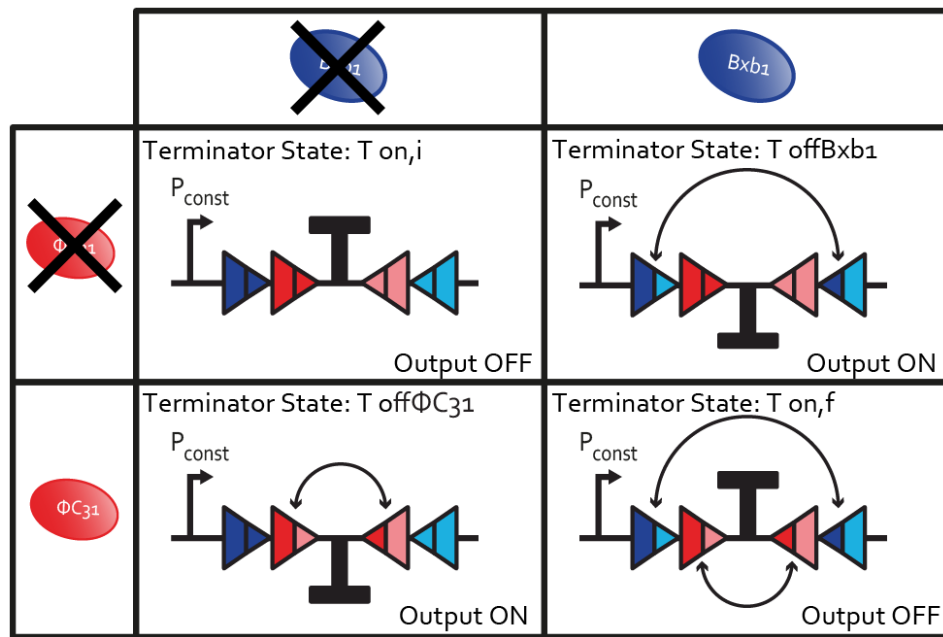 Bxb1
Terminator State: T on,i
Pconst
Output OFF
Terminator State: T offBxb1
Pconst
Output ON
Terminator State: T offΦC31
Pconst
Output ON
ΦC31
Terminator State: T on,f
Pconst
Output OFF